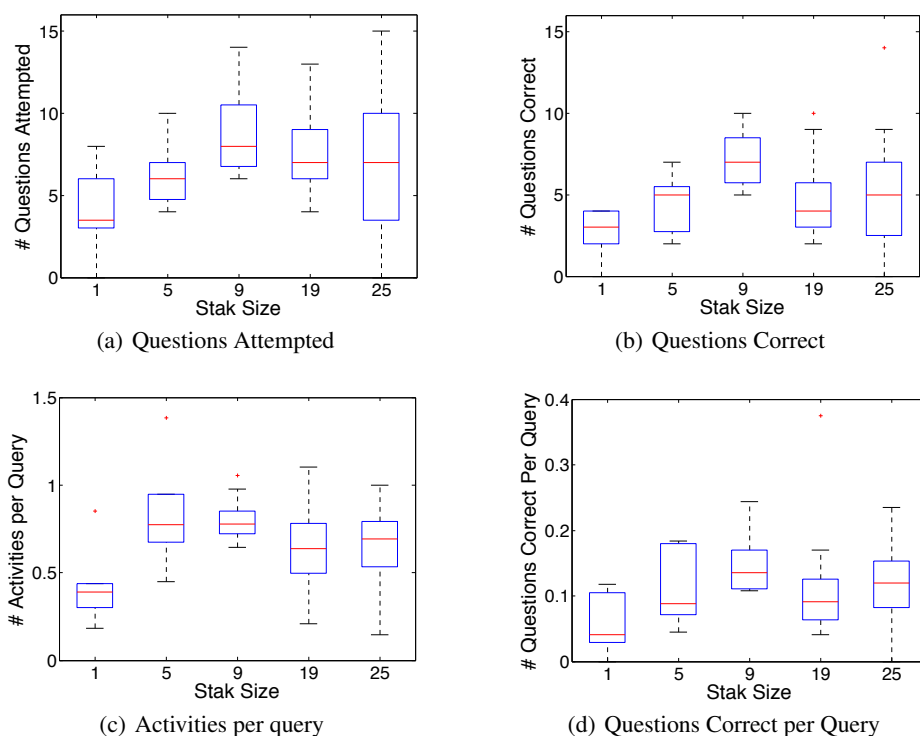 15
10
5
0
# Questions Attempted
1 5 9 19 25
Stak Size
(a) Questions Attempted
15
10
5
0
# Questions Correct
1 5 9 19 25
Stak Size
(b) Questions Correct
1.5
1
0.5
0
# Activities per Query
1 5 9 19 25
Stak Size
(c) Activities per query
0.4
0.3
0.2
0.1
0
# Questions Correct Per Query
1 5 9 19 25
Stak Size
(d) Questions Correct per Query